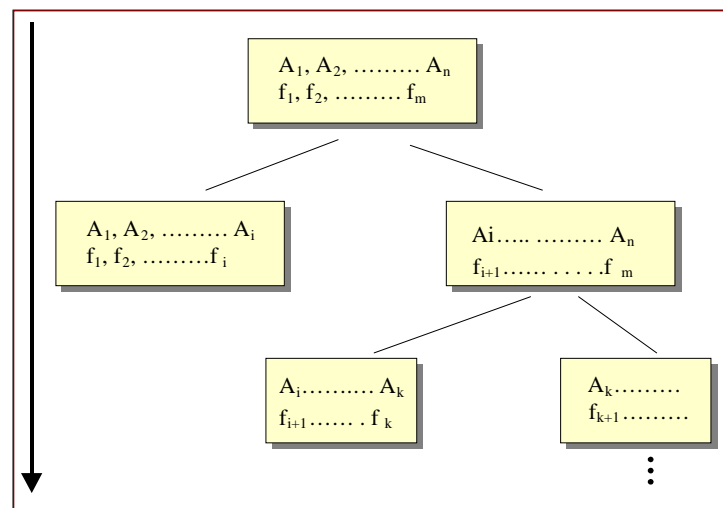 A₁, A₂, ……… Aₙ
f₁, f₂, ……… fₘ
A₁, A₂, ……… Aᵢ
f₁, f₂, ………f ᵢ
Ai….. ……… Aₙ
fᵢ₊₁…… . . . . .f ₘ
Aᵢ…….… Aₖ
fᵢ₊₁…… . f ₖ
Aₖ………
fₖ₊₁………